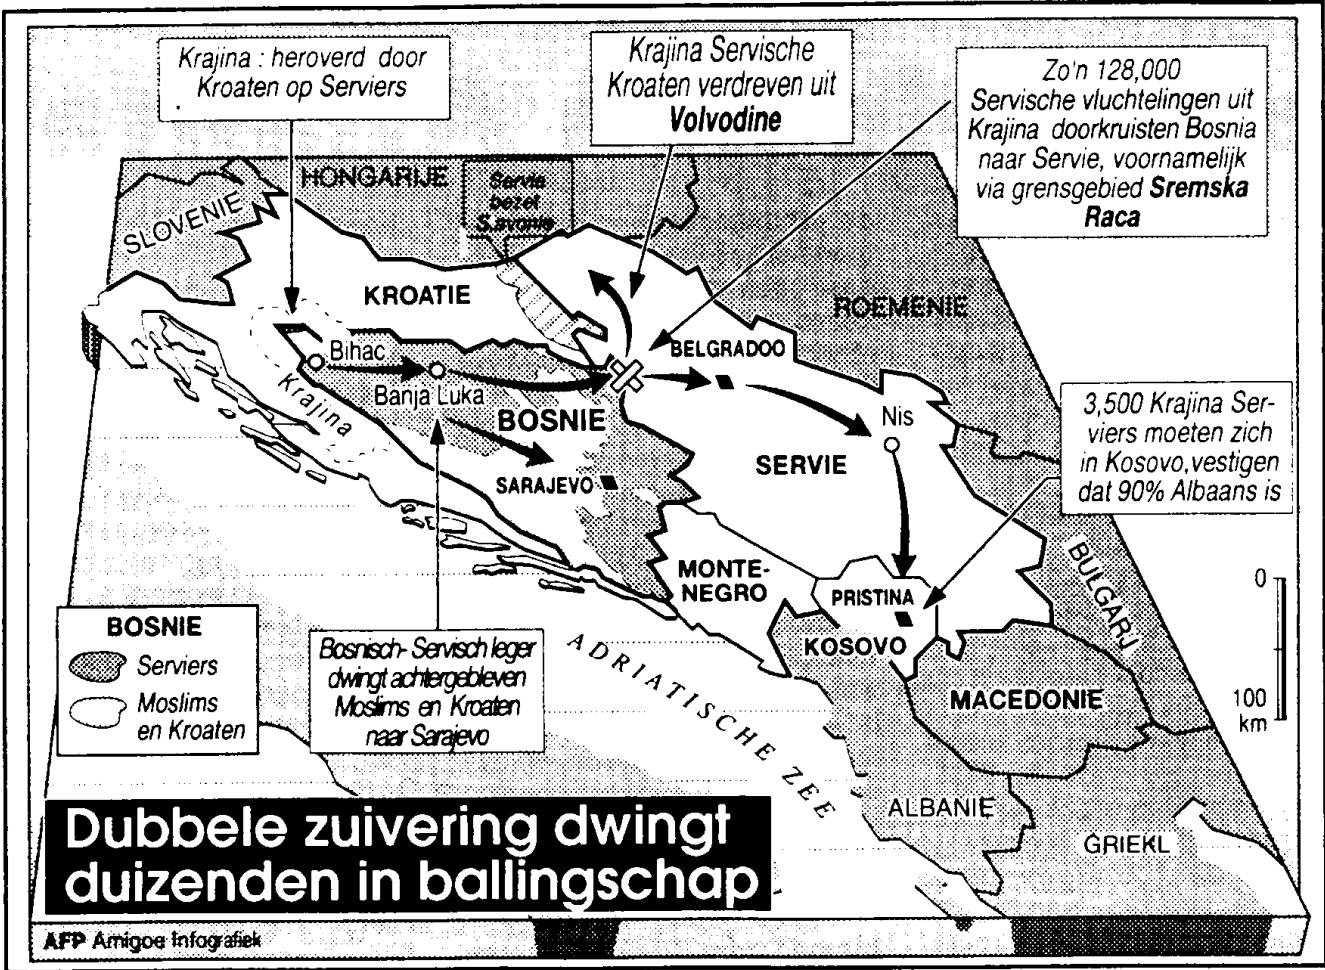 Krajina : heroverd door
Kroaten op Serviers
Krajina Servische
Kroaten verdreven uit
Volvodine
Zo'n 128,000
Servische vluchtelingen uit
Krajina doorkruisten Bosnia
naar Servie, voornamelijk
via grensgebied Sremska
Raca
HONGARIJE
Servie
bezet
Slavonie
SLOVENIE
KROATIE
ROEMENIE
BELGRADOO
Bihac
Banja Luka
Krajina
BOSNIE
Nis
3,500 Krajina Ser-
viers moeten zich
in Kosovo,vestigen
dat 90% Albaans is
SERVIE
SARAJEVO
MONTE-
NEGRO
PRISTINA
KOSOVO
BULGARJ
0
100
km
BOSNIE
Serviers
Moslims
en Kroaten
Bosnisch-Servisch leger
dwingt achtergebleven
Moslims en Kroaten
naar Sarajevo
ADRIATISCHE ZEE
MACEDONIE
ALBANIE
GRIEKL
Dubbele zuivering dwingt
duizenden in ballingschap
AFP Amigoe Infografiek